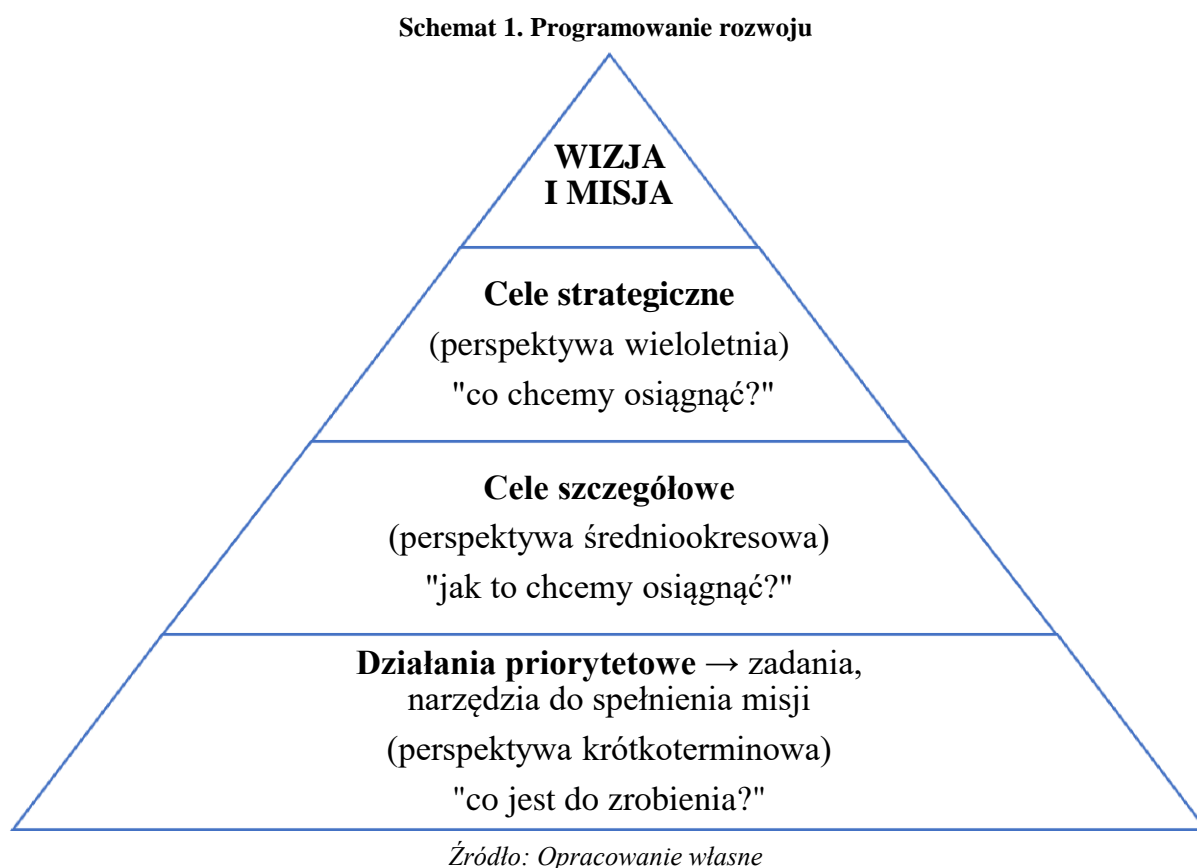 Schemat 1. Programowanie rozwoju
WIZJA
I MISJA
Cele strategiczne
(perspektywa wieloletnia)
"co chcemy osiągnąć?"
Cele szczegółowe
(perspektywa średniookresowa)
"jak to chcemy osiągnąć?"
Działania priorytetowe → zadania,
narzędzia do spełnienia misji
(perspektywa krótkoterminowa)
"co jest do zrobienia?"
Źródło: Opracowanie własne